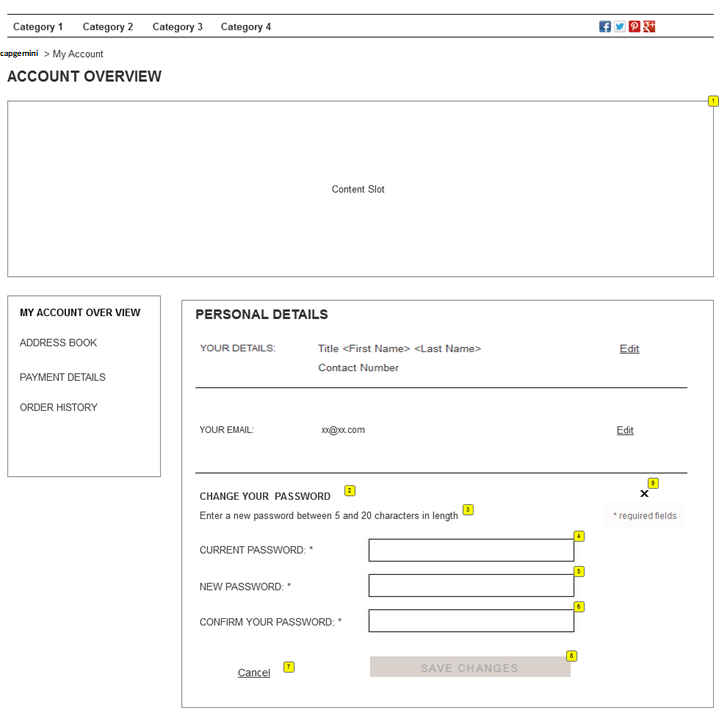 Category 1 Category 2 Category 3 Category 4
capgemini > My Account
ACCOUNT OVERVIEW
1
Content Slot
MY ACCOUNT OVER VIEW
ADDRESS BOOK
PAYMENT DETAILS
ORDER HISTORY
PERSONAL DETAILS
YOUR DETAILS: Title <First Name> <Last Name> Edit
Contact Number
YOUR EMAIL: xx@xx.com Edit
CHANGE YOUR PASSWORD 2 9
Enter a new password between 5 and 20 characters in length 3 * required fields
CURRENT PASSWORD: * 4
NEW PASSWORD: * 5
CONFIRM YOUR PASSWORD: * 6
Cancel 7 SAVE CHANGES 8